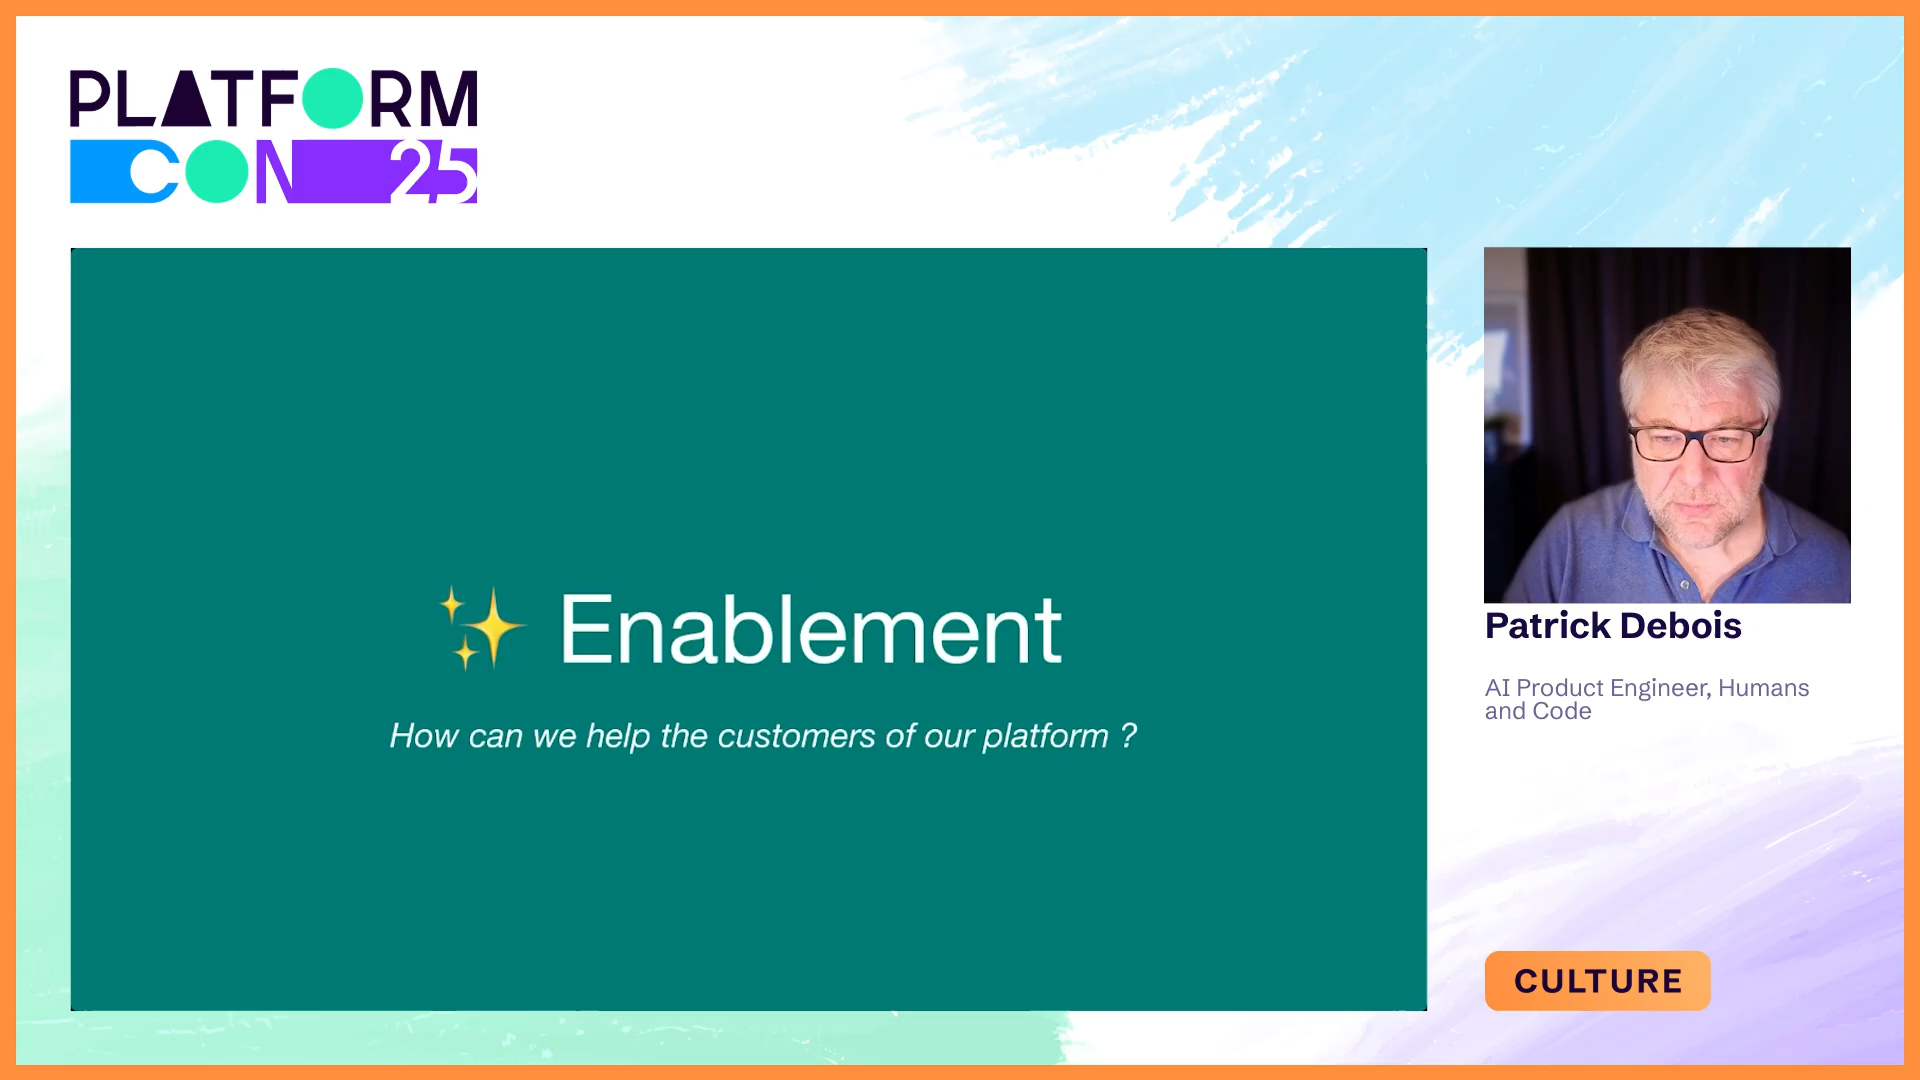 PLATFORM
CON 25
✨ Enablement
How can we help the customers of our platform ?
Patrick Debois
AI Product Engineer, Humans
and Code
CULTURE